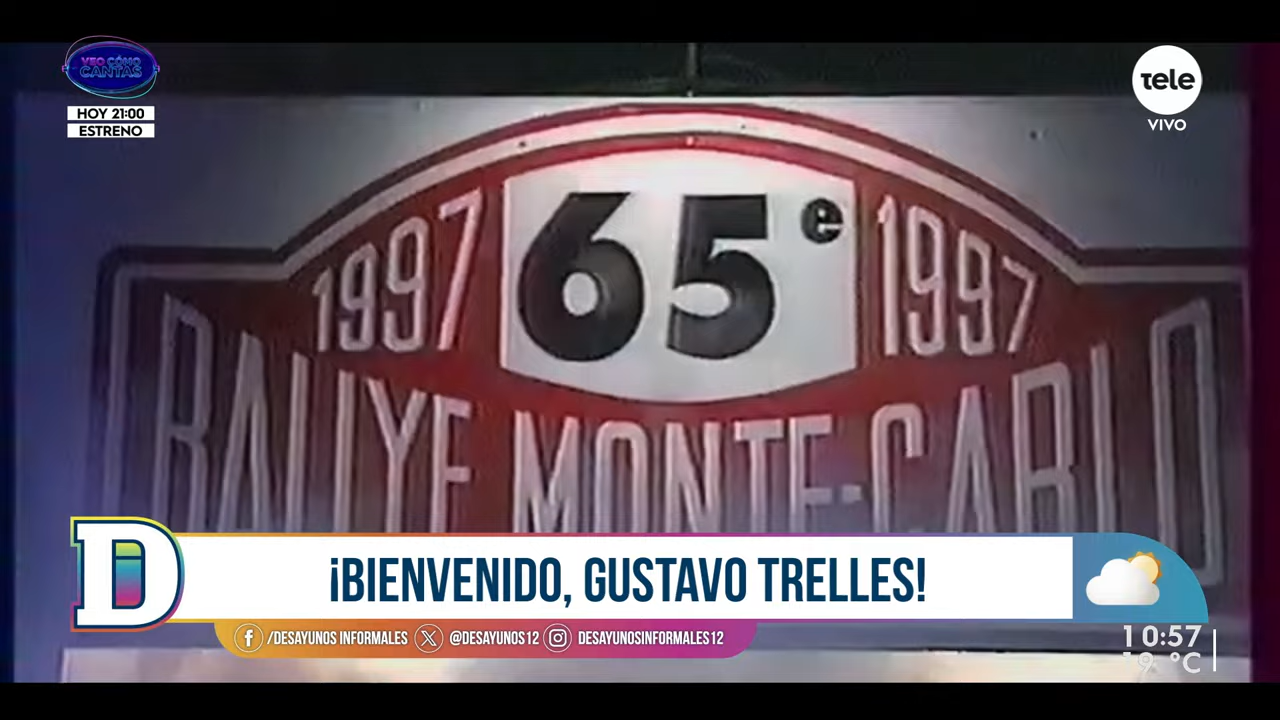 VEO CÓMO
CANTAS
HOY 21:00
ESTRENO
tele
VIVO
1997 65e 1997
RALLYE MONTE-CARLO
D
¡BIENVENIDO, GUSTAVO TRELLES!
/DESAYUNOS INFORMALES @DESAYUNOS12 DESAYUNOSINFORMALES12
10:57
°C